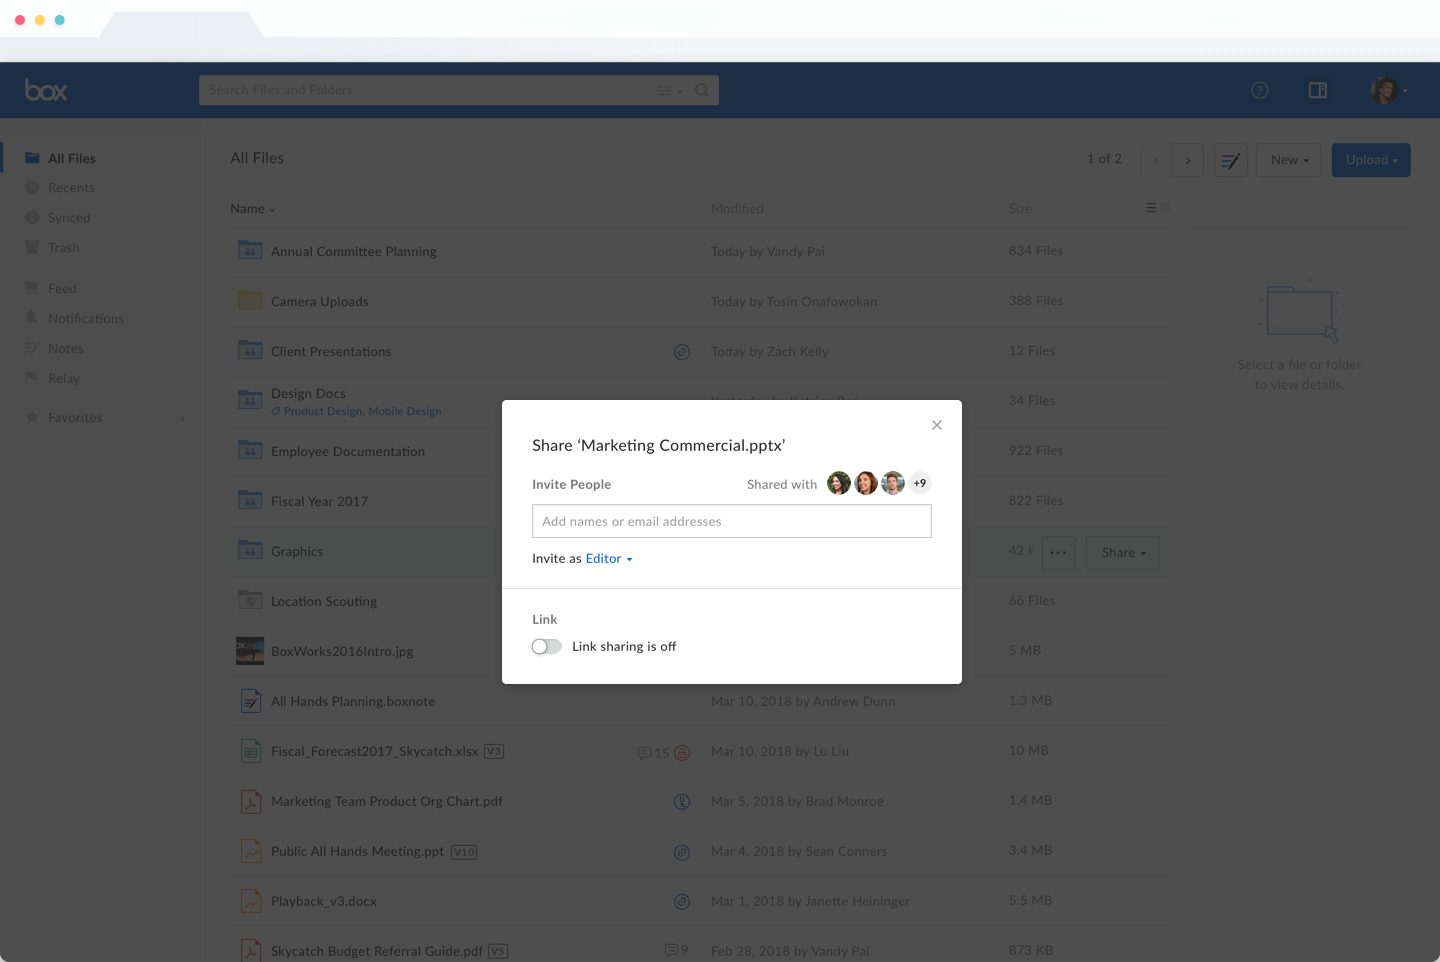 box
Search Files and Folders
?
All Files
Recents
Synced
Trash
Feed
Notifications
Notes
Relay
Favorites
All Files
1 of 2
New
Upload
Name
Modified
Size
Annual Committee Planning
Today by Vandy Pai
834 Files
Camera Uploads
Today by Tosin Onafowokan
388 Files
Client Presentations
Today by Zach Kelly
12 Files
Design Docs
Product Design, Mobile Design
34 Files
Employee Documentation
922 Files
Fiscal Year 2017
822 Files
Graphics
42 F
Share
Location Scouting
66 Files
BoxWorks2016Intro.jpg
5 MB
All Hands Planning.boxnote
Mar 10, 2018 by Andrew Dunn
1.3 MB
Fiscal_Forecast2017_Skycatch.xlsx V3
15
Mar 10, 2018 by Lu Liu
10 MB
Marketing Team Product Org Chart.pdf
Mar 5, 2018 by Brad Monroe
1.4 MB
Public All Hands Meeting.ppt V10
Mar 4, 2018 by Sean Conners
3.4 MB
Playback_v3.docx
Mar 1, 2018 by Janette Heininger
5.5 MB
Skycatch Budget Referral Guide.pdf V5
9
Feb 28, 2018 by Vandy Pai
873 KB
Select a file or folder
to view details.
Share ‘Marketing Commercial.pptx’
Invite People
Shared with
+9
Add names or email addresses
Invite as Editor
Link
Link sharing is off